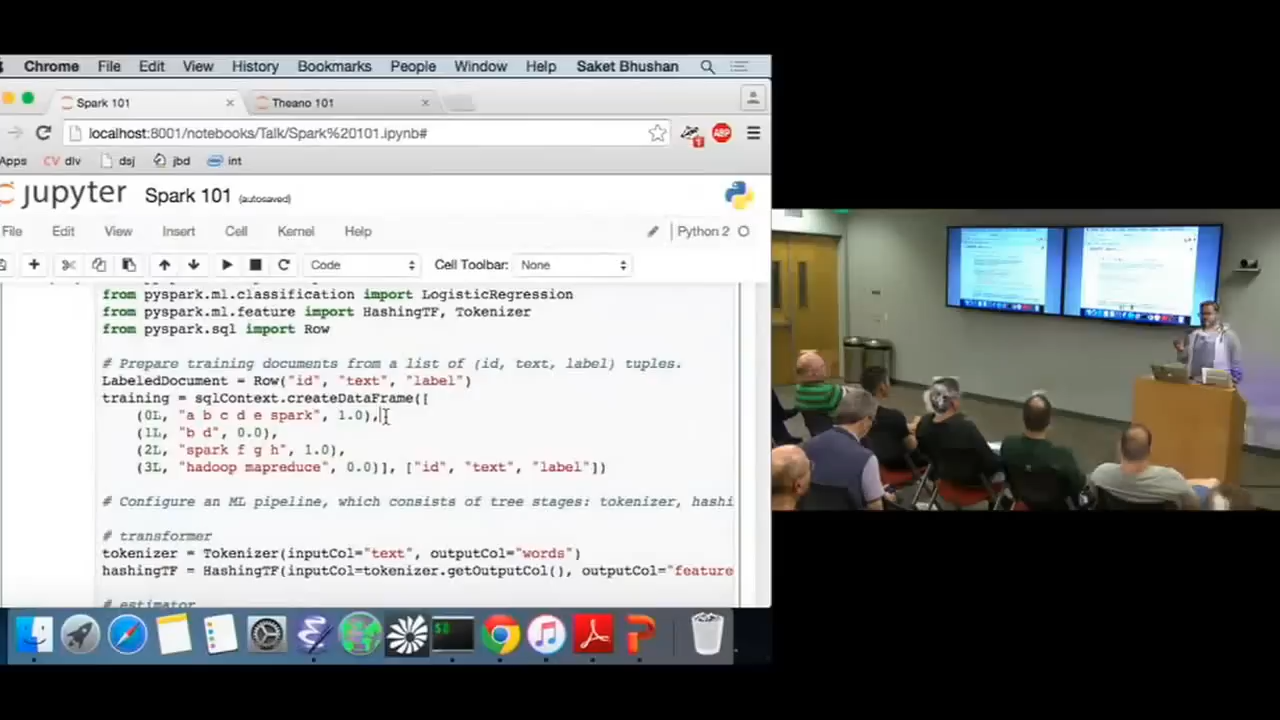 Chrome File Edit View History Bookmarks People Window Help Saket Bhushan
Spark 101 × Theano 101 ×
localhost:8001/notebooks/Talk/Spark%20101.ipynb#
ABP
1
Apps CV dlv dsj jbd int
jupyter Spark 101 (autosaved)
File Edit View Insert Cell Kernel Help Python 2
Code Cell Toolbar: None
from pyspark.ml.classification import LogisticRegression
from pyspark.ml.feature import HashingTF, Tokenizer
from pyspark.sql import Row
# Prepare training documents from a list of (id, text, label) tuples.
LabeledDocument = Row("id", "text", "label")
training = sqlContext.createDataFrame([
(0L, "a b c d e spark", 1.0),
(1L, "b d", 0.0),
(2L, "spark f g h", 1.0),
(3L, "hadoop mapreduce", 0.0)], ["id", "text", "label"])
# Configure an ML pipeline, which consists of tree stages: tokenizer, hashi
# transformer
tokenizer = Tokenizer(inputCol="text", outputCol="words")
hashingTF = HashingTF(inputCol=tokenizer.getOutputCol(), outputCol="feature
# estimator